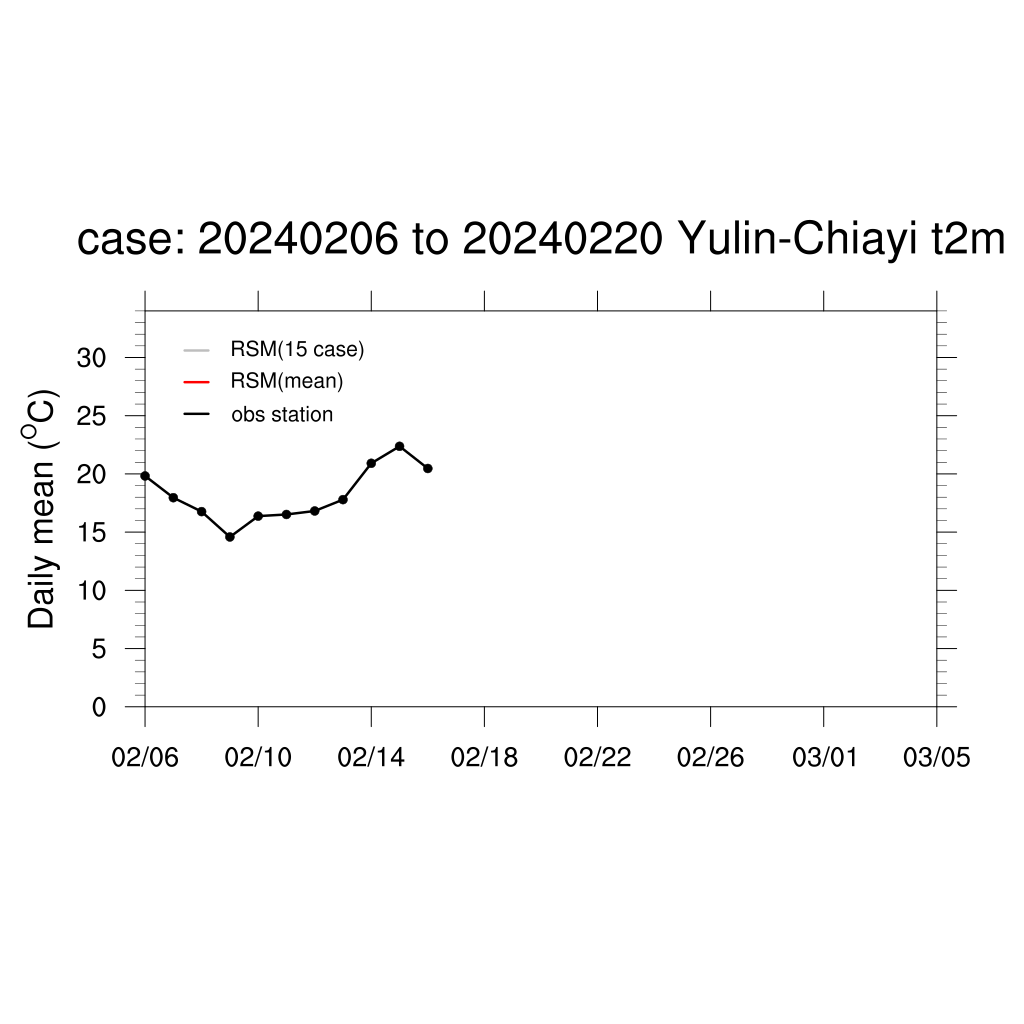 case: 20240206 to 20240220 Yulin-Chiayi t2m
RSM(15 case)
RSM(mean)
obs station
Daily mean (°C)
30
25
20
15
10
5
0
02/06 02/10 02/14 02/18 02/22 02/26 03/01 03/05